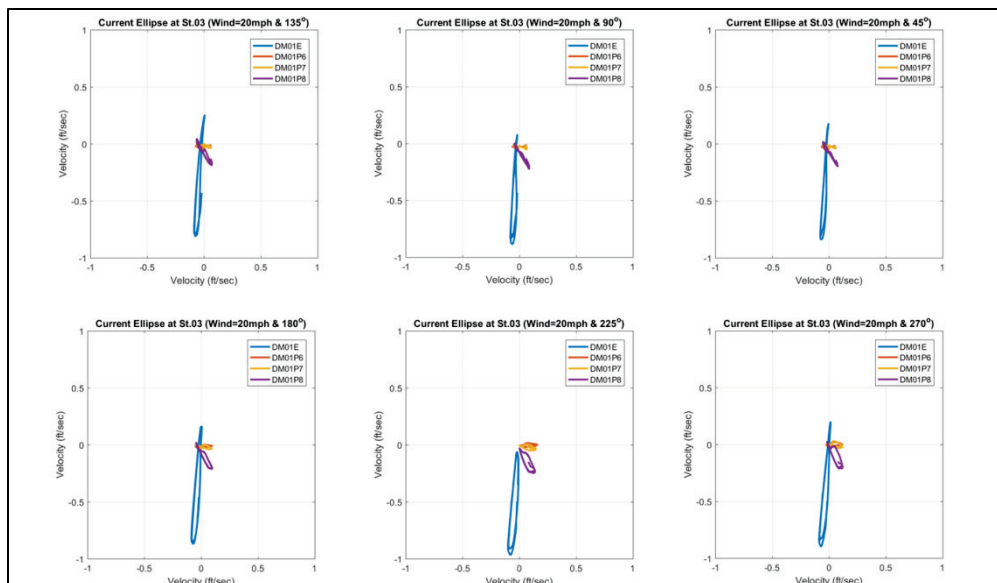 Current Ellipse at St.03 (Wind=20mph & 135°)
1
0.5
0
-0.5
-1
-1
-0.5
0
0.5
1
Velocity (ft/sec)
Velocity (ft/sec)
DM01E
DM01P6
DM01P7
DM01P8
Current Ellipse at St.03 (Wind=20mph & 90°)
1
0.5
0
-0.5
-1
-1
-0.5
0
0.5
1
Velocity (ft/sec)
Velocity (ft/sec)
DM01E
DM01P6
DM01P7
DM01P8
Current Ellipse at St.03 (Wind=20mph & 45°)
1
0.5
0
-0.5
-1
-1
-0.5
0
0.5
1
Velocity (ft/sec)
Velocity (ft/sec)
DM01E
DM01P6
DM01P7
DM01P8
Current Ellipse at St.03 (Wind=20mph & 180°)
1
0.5
0
-0.5
-1
-1
-0.5
0
0.5
1
Velocity (ft/sec)
Velocity (ft/sec)
DM01E
DM01P6
DM01P7
DM01P8
Current Ellipse at St.03 (Wind=20mph & 225°)
1
0.5
0
-0.5
-1
-1
-0.5
0
0.5
1
Velocity (ft/sec)
Velocity (ft/sec)
DM01E
DM01P6
DM01P7
DM01P8
Current Ellipse at St.03 (Wind=20mph & 270°)
1
0.5
0
-0.5
-1
-1
-0.5
0
0.5
1
Velocity (ft/sec)
Velocity (ft/sec)
DM01E
DM01P6
DM01P7
DM01P8